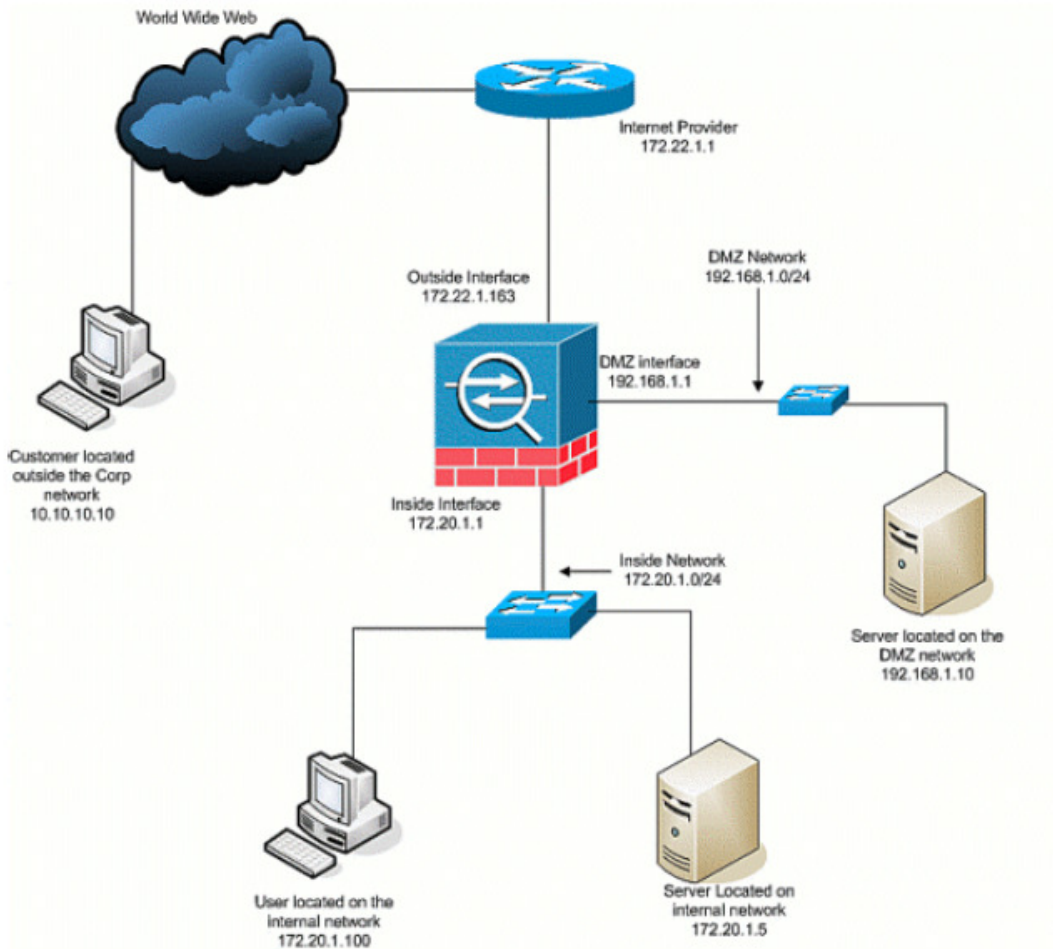 World Wide Web
Internet Provider
172.22.1.1
DMZ Network
192.168.1.0/24
Outside Interface
172.22.1.163
DMZ interface
192.168.1.1
Customer located
outside the Corp
network
10.10.10.10
Inside Interface
172.20.1.1
Inside Network
172.20.1.0/24
Server located on the
DMZ network
192.168.1.10
User located on the
internal network
172.20.1.100
Server Located on
internal network
172.20.1.5